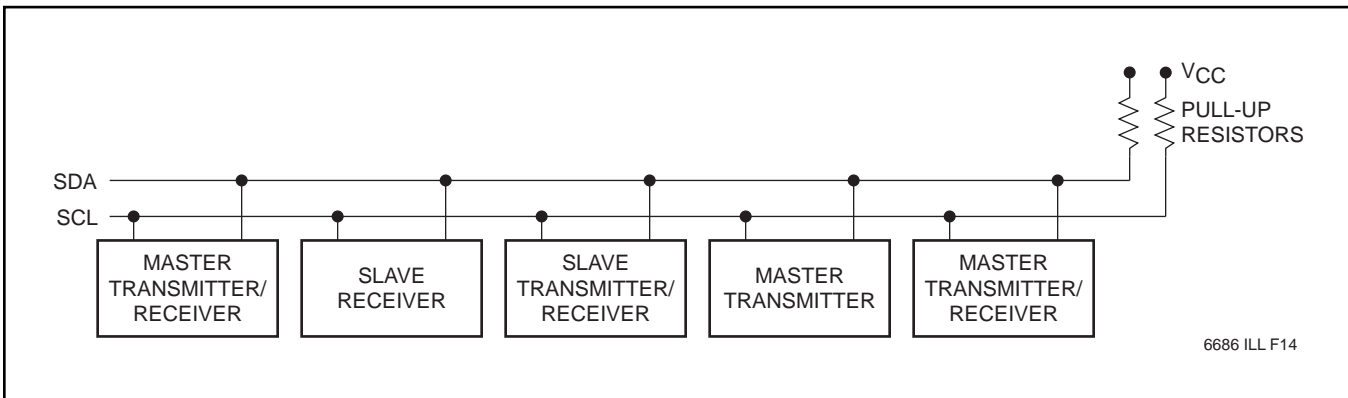 VCC
PULL-UP
RESISTORS
SDA
SCL
MASTER
TRANSMITTER/
RECEIVER
SLAVE
RECEIVER
SLAVE
TRANSMITTER/
RECEIVER
MASTER
TRANSMITTER
MASTER
TRANSMITTER/
RECEIVER
6686 ILL F14